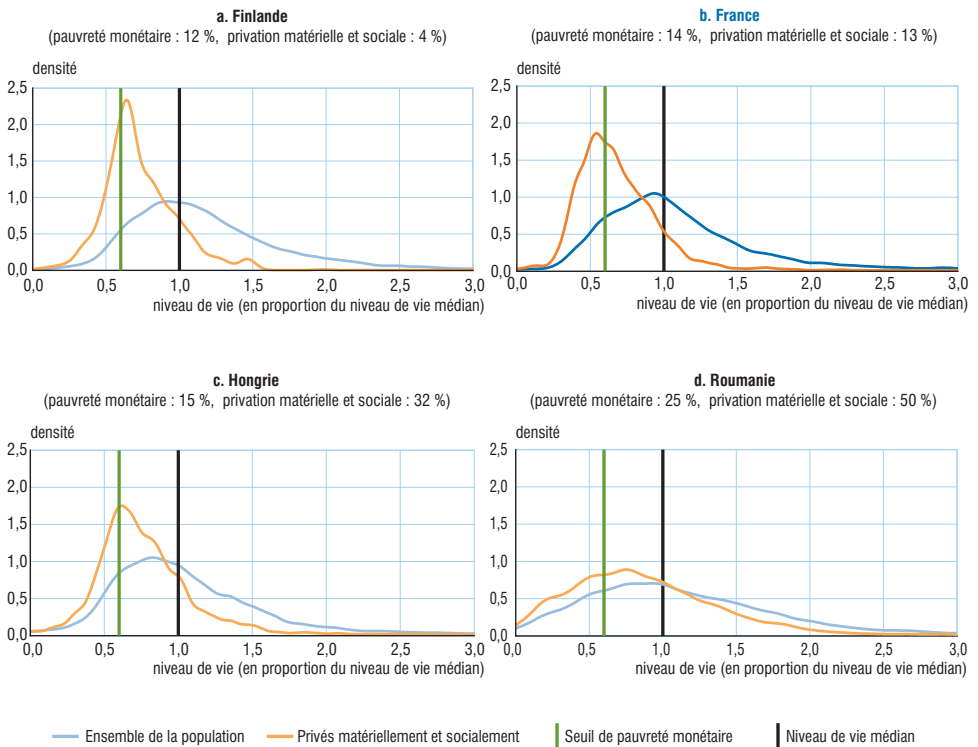 a. Finlande
(pauvreté monétaire : 12 %, privation matérielle et sociale : 4 %)
densité
2,5
2,0
1,5
1,0
0,5
0,0
0,0 0,5 1,0 1,5 2,0 2,5 3,0
niveau de vie (en proportion du niveau de vie médian)
b. France
(pauvreté monétaire : 14 %, privation matérielle et sociale : 13 %)
densité
2,5
2,0
1,5
1,0
0,5
0,0
0,0 0,5 1,0 1,5 2,0 2,5 3,0
niveau de vie (en proportion du niveau de vie médian)
c. Hongrie
(pauvreté monétaire : 15 %, privation matérielle et sociale : 32 %)
densité
2,5
2,0
1,5
1,0
0,5
0,0
0,0 0,5 1,0 1,5 2,0 2,5 3,0
niveau de vie (en proportion du niveau de vie médian)
d. Roumanie
(pauvreté monétaire : 25 %, privation matérielle et sociale : 50 %)
densité
2,5
2,0
1,5
1,0
0,5
0,0
0,0 0,5 1,0 1,5 2,0 2,5 3,0
niveau de vie (en proportion du niveau de vie médian)
Ensemble de la population Privés matériellement et socialement Seuil de pauvreté monétaire Niveau de vie médian